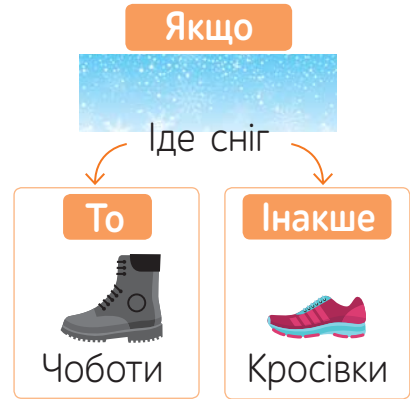 Якщо
Іде сніг
То
Інакше
Чоботи
Кросівки